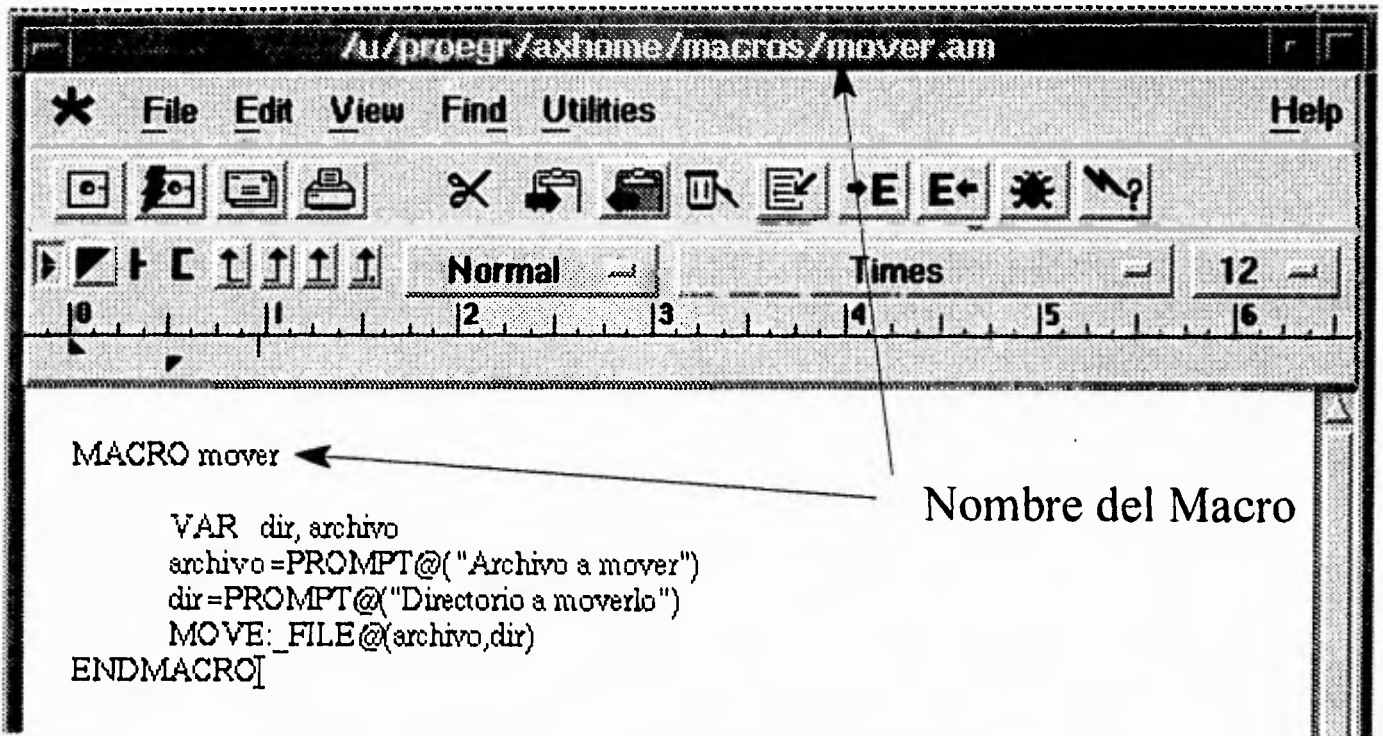 /u/proegr/axhome/macros/mover.am
File Edit View Find Utilities Help
E E ?
Normal Times 12
0 1 2 3 4 5 6
MACRO mover
Nombre del Macro
VAR dir, archivo
archivo=PROMPT@("Archivo a mover")
dir=PROMPT@("Directorio a moverlo")
MOVE:_FILE@(archivo,dir)
ENDMACRO